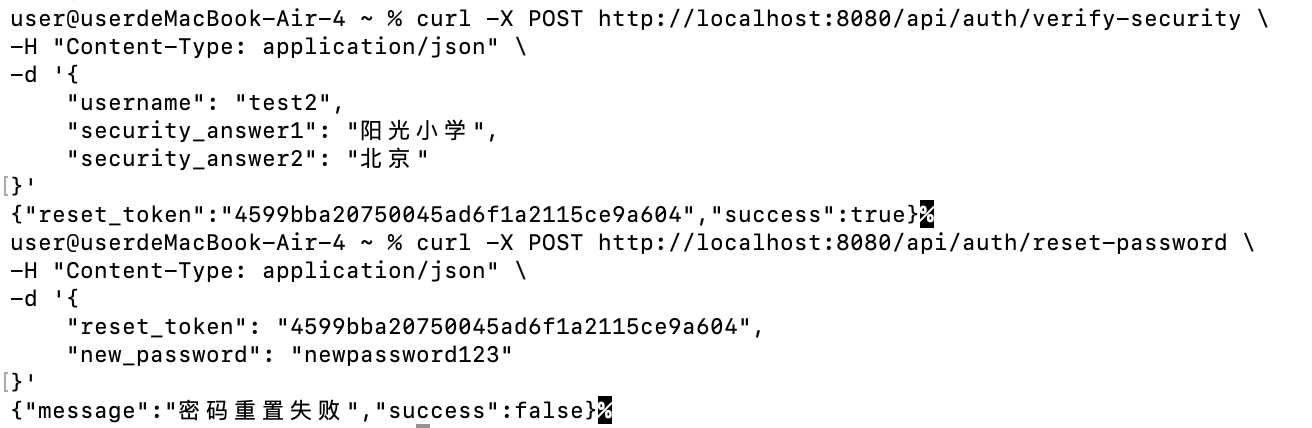 user@userdeMacBook-Air-4 ~ % curl -X POST http://localhost:8080/api/auth/verify-security \
-H "Content-Type: application/json" \
-d '{
    "username": "test2",
    "security_answer1": "阳光小学",
    "security_answer2": "北京"
}'
{"reset_token":"4599bba20750045ad6f1a2115ce9a604","success":true}%
user@userdeMacBook-Air-4 ~ % curl -X POST http://localhost:8080/api/auth/reset-password \
-H "Content-Type: application/json" \
-d '{
    "reset_token": "4599bba20750045ad6f1a2115ce9a604",
    "new_password": "newpassword123"
}'
{"message":"密码重置失败","success":false}%